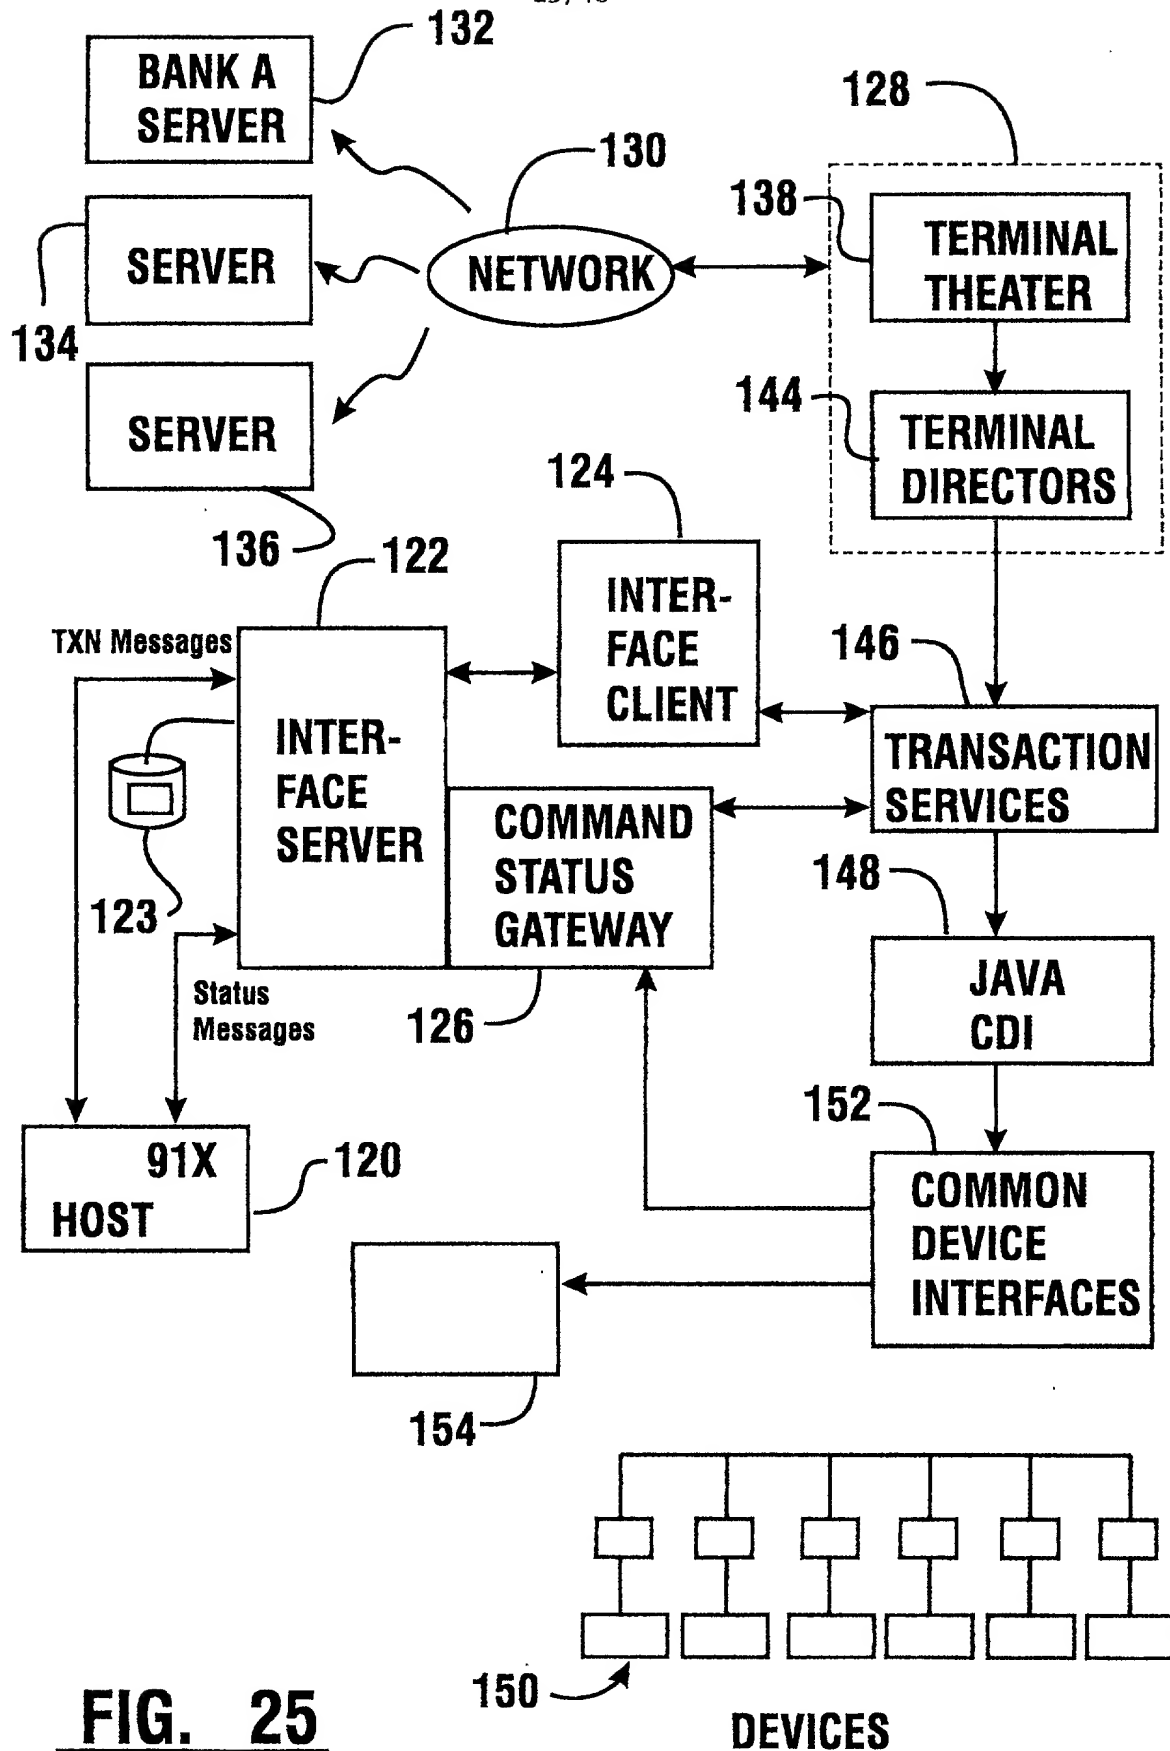 132
BANK A
SERVER
128
130
138
TERMINAL
THEATER
SERVER
NETWORK
134
144
TERMINAL
DIRECTORS
SERVER
124
136
122
INTER-
FACE
CLIENT
TXN Messages
146
INTER-
FACE
SERVER
TRANSACTION
SERVICES
COMMAND
STATUS
GATEWAY
148
123
JAVA
CDI
Status
Messages
126
152
91X
HOST
120
COMMON
DEVICE
INTERFACES
154
150
FIG. 25
DEVICES